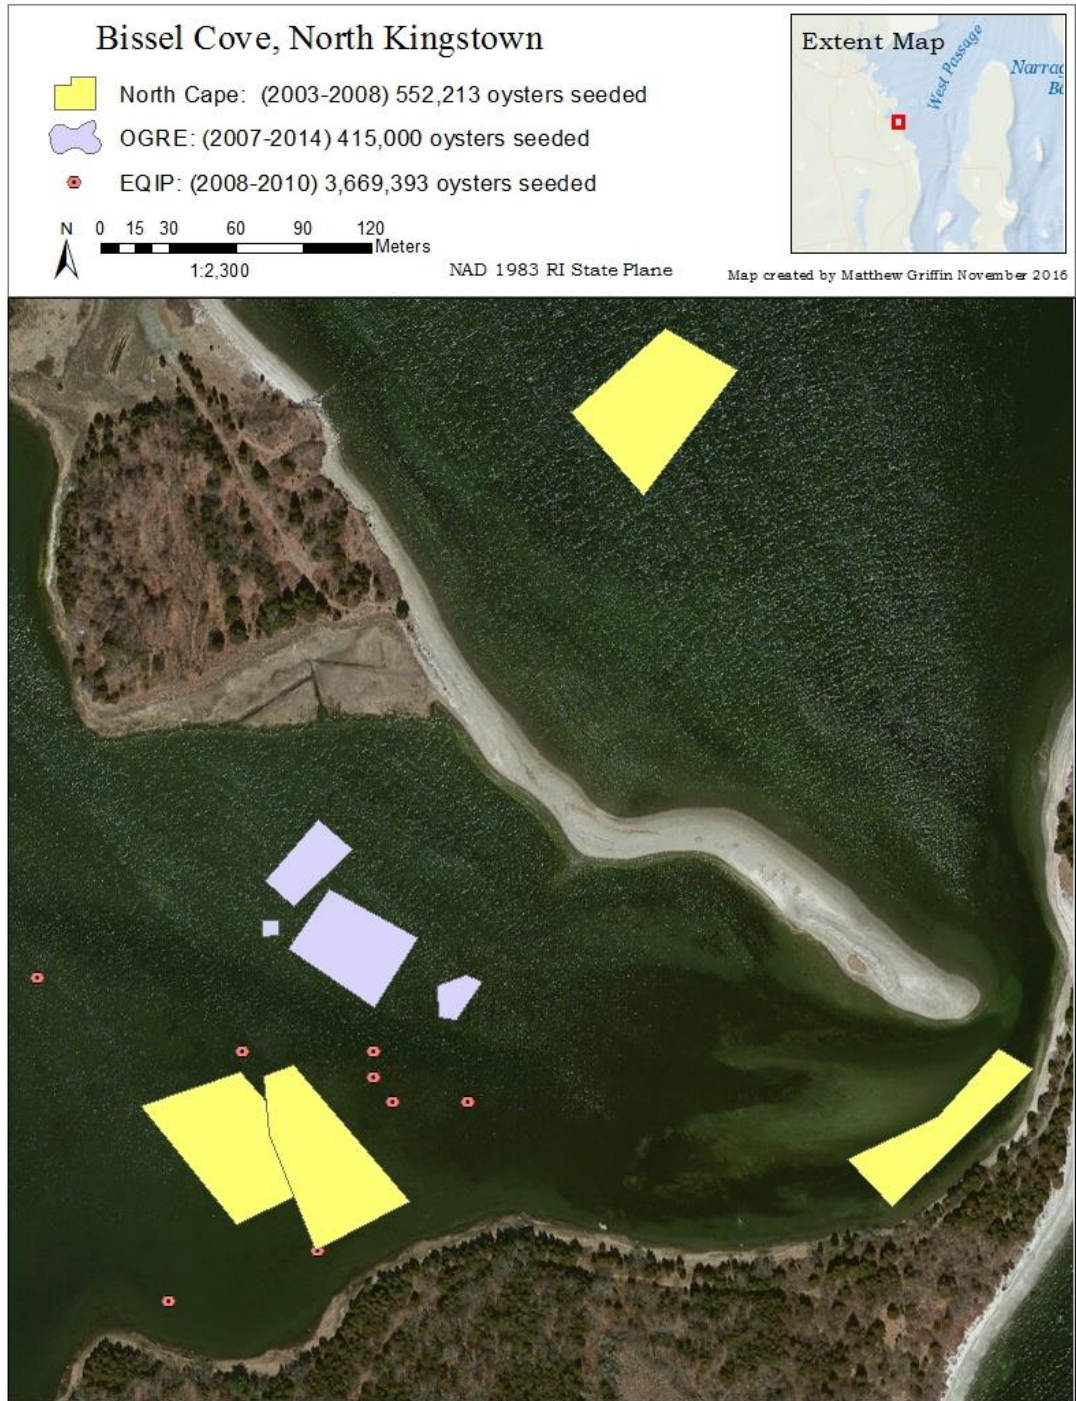 Bissel Cove, North Kingstown
North Cape: (2003-2008) 552,213 oysters seeded
OGRE: (2007-2014) 415,000 oysters seeded
EQIP: (2008-2010) 3,669,393 oysters seeded
N
0 15 30 60 90 120
Meters
1:2,300
NAD 1983 RI State Plane
Extent Map
West Passage
Map created by Matthew Griffin November 2016